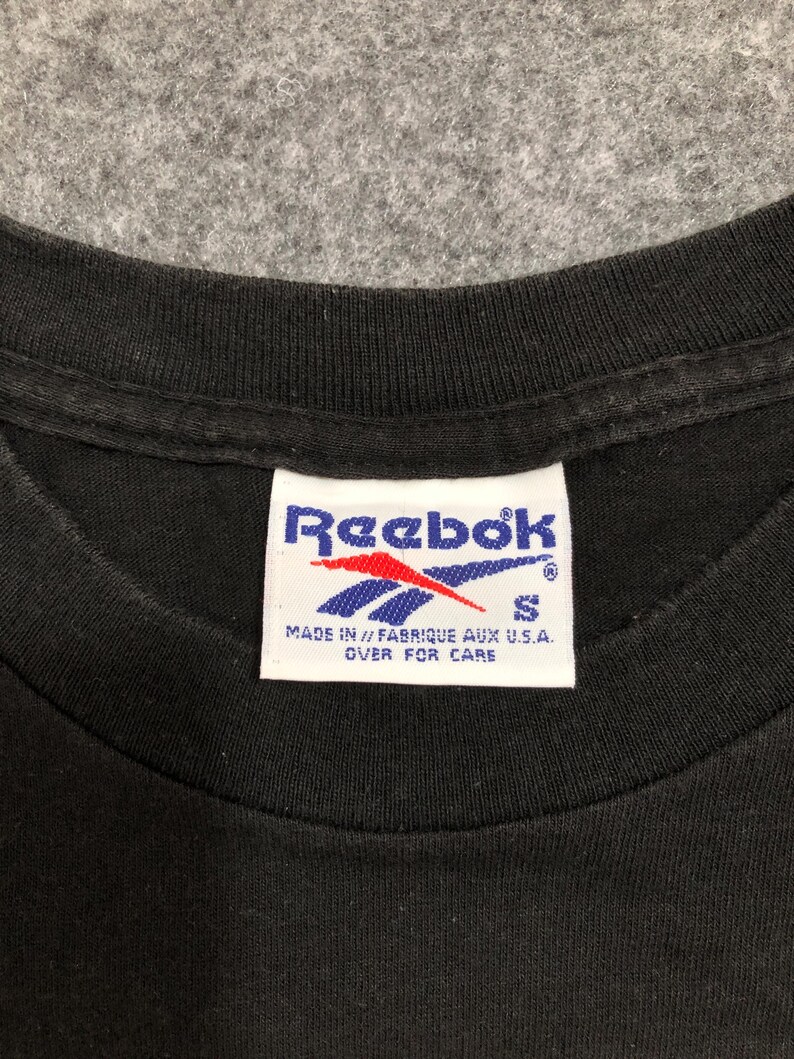 Reebok®
®
S
MADE IN // FABRIQUE AUX U.S.A.
OVER FOR CARE